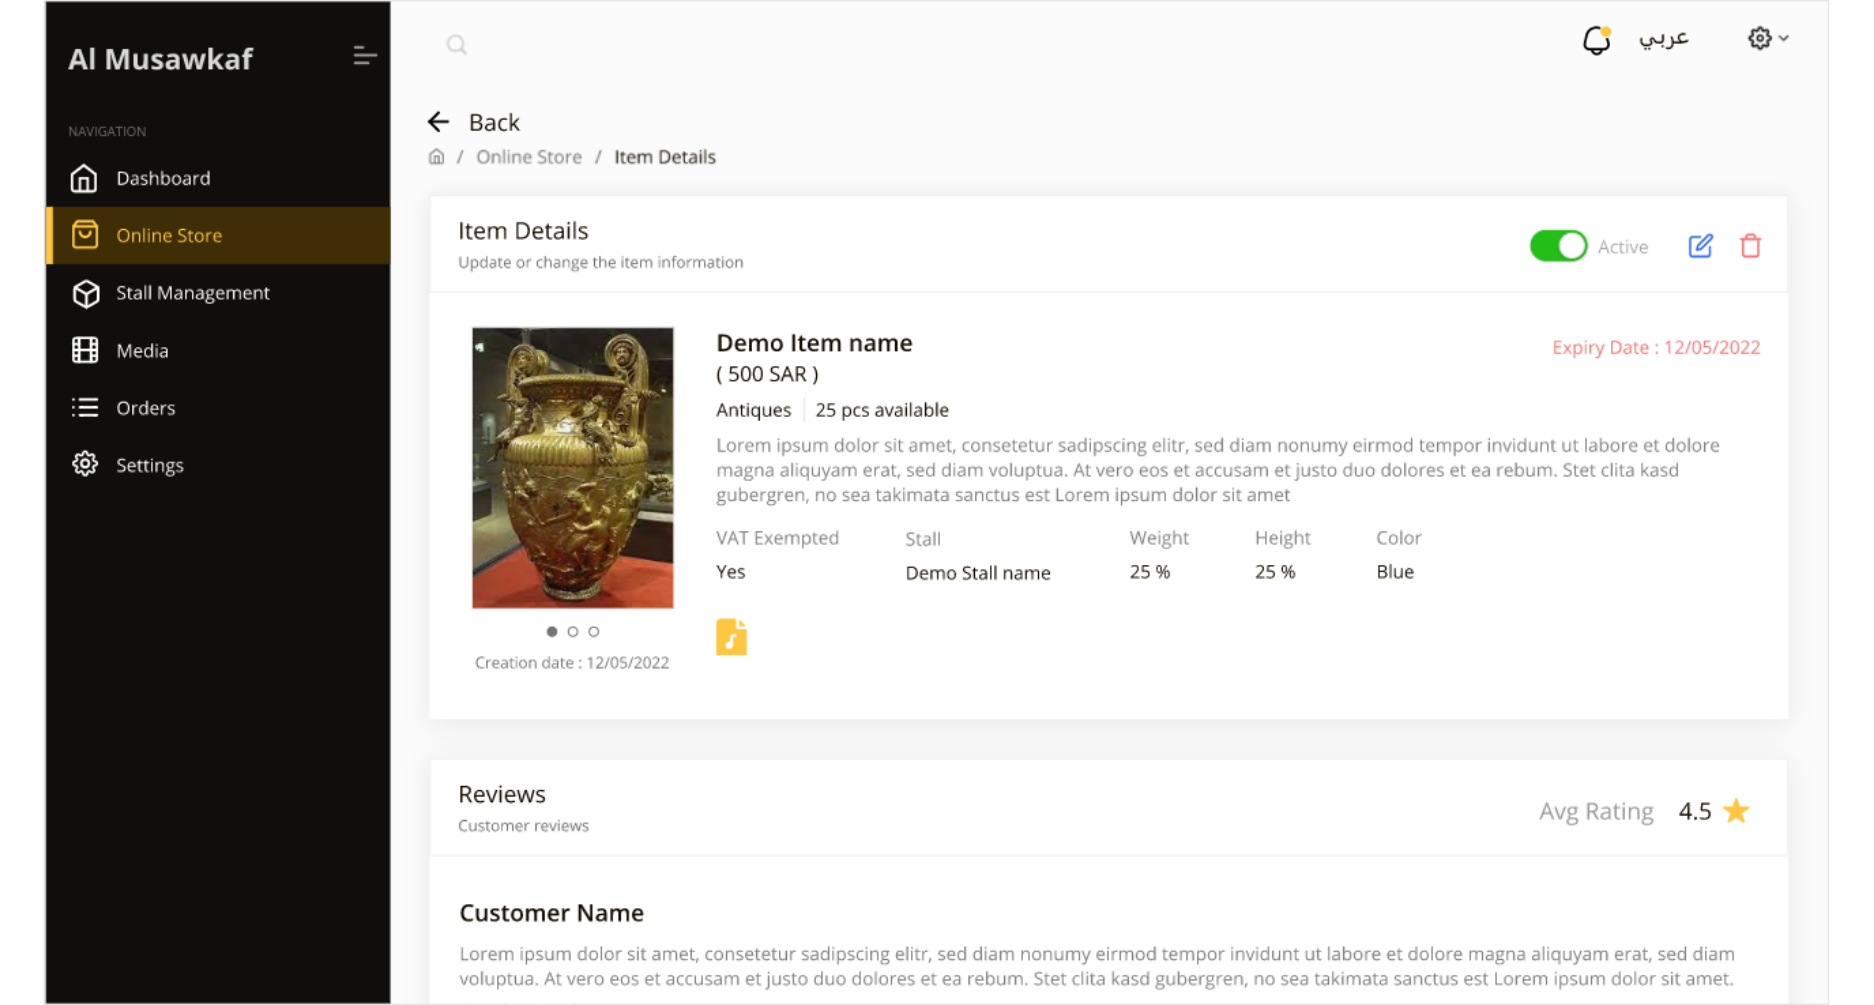 Al Musawkaf
NAVIGATION
Dashboard
Online Store
Stall Management
Media
Orders
Settings
عربي
Back
/ Online Store / Item Details
Item Details
Update or change the item information
Active
Demo Item name
( 500 SAR )
Expiry Date : 12/05/2022
Antiques | 25 pcs available
Lorem ipsum dolor sit amet, consetetur sadipscing elitr, sed diam nonumy eirmod tempor invidunt ut labore et dolore
magna aliquyam erat, sed diam voluptua. At vero eos et accusam et justo duo dolores et ea rebum. Stet clita kasd
gubergren, no sea takimata sanctus est Lorem ipsum dolor sit amet
VAT Exempted Stall Weight Height Color
Yes Demo Stall name 25 % 25 % Blue
Creation date : 12/05/2022
Reviews
Customer reviews
Avg Rating 4.5
Customer Name
Lorem ipsum dolor sit amet, consetetur sadipscing elitr, sed diam nonumy eirmod tempor invidunt ut labore et dolore magna aliquyam erat, sed diam
voluptua. At vero eos et accusam et justo duo dolores et ea rebum. Stet clita kasd gubergren, no sea takimata sanctus est Lorem ipsum dolor sit amet.